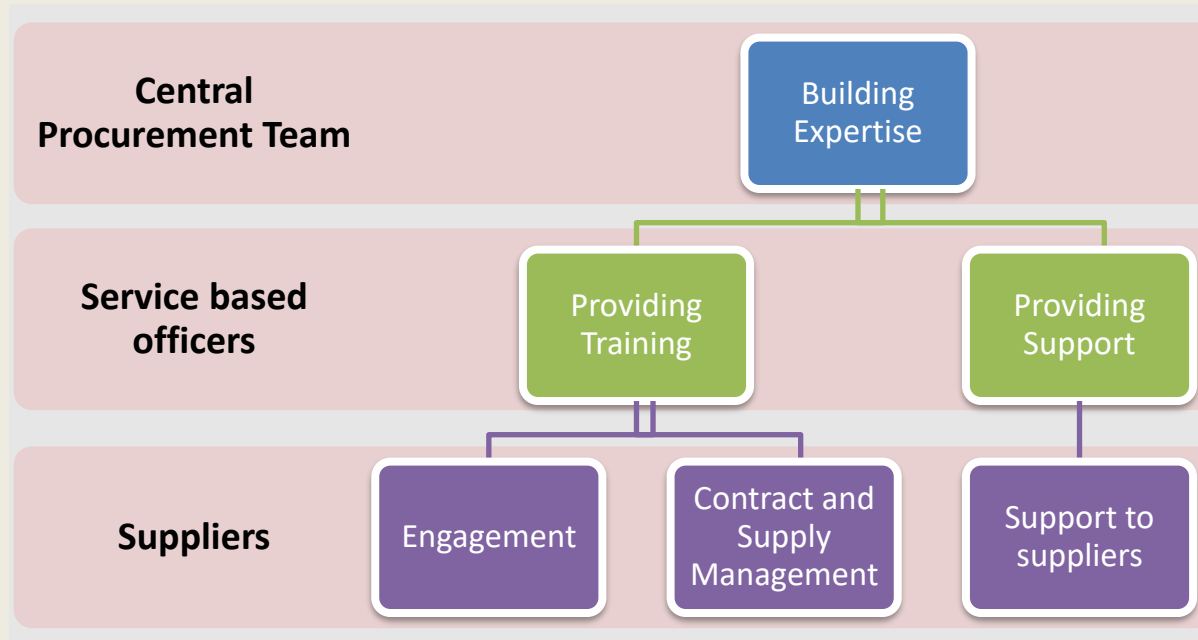 Central
Procurement Team
Building
Expertise
Service based
officers
Providing
Training
Providing
Support
Suppliers
Engagement
Contract and
Supply
Management
Support to
suppliers